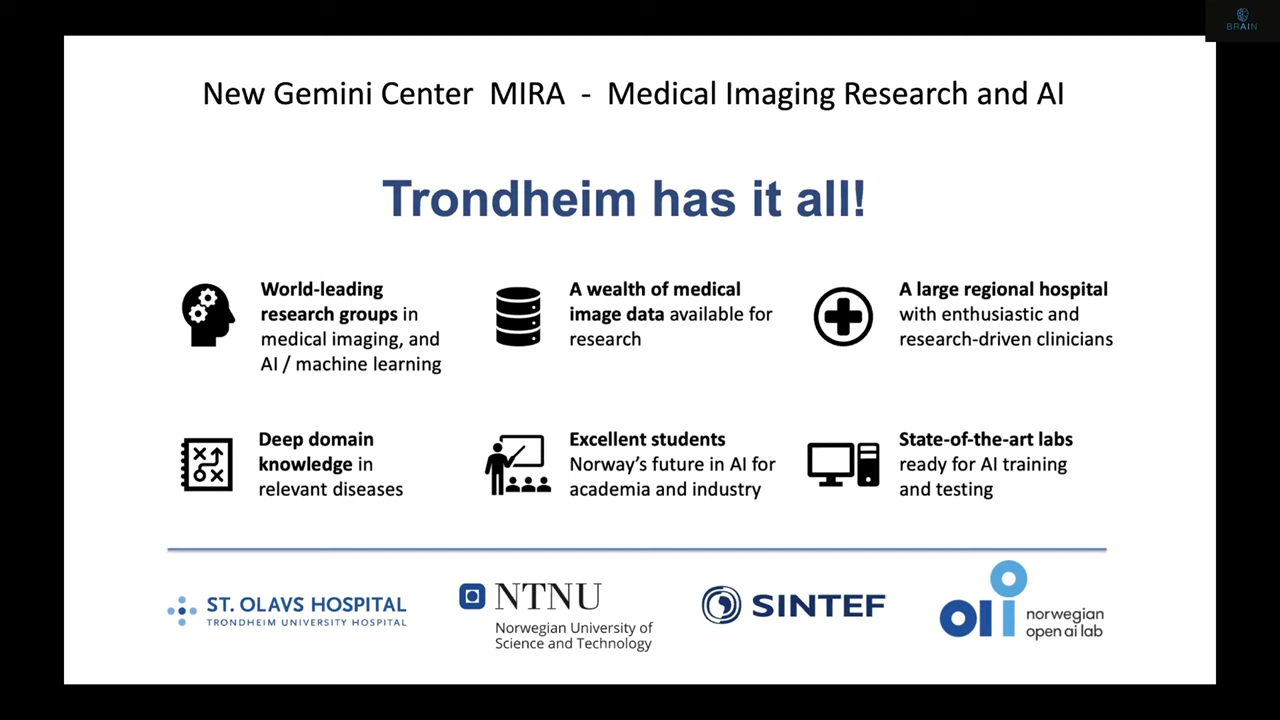 BRAIN
New Gemini Center MIRA - Medical Imaging Research and AI
Trondheim has it all!
World-leading
research groups in
medical imaging, and
AI / machine learning
A wealth of medical
image data available for
research
A large regional hospital
with enthusiastic and
research-driven clinicians
Deep domain
knowledge in
relevant diseases
Excellent students
Norway's future in AI for
academia and industry
State-of-the-art labs
ready for AI training
and testing
ST. OLAVS HOSPITAL
TRONDHEIM UNIVERSITY HOSPITAL
NTNU
Norwegian University of
Science and Technology
SINTEF
norwegian
open ai lab